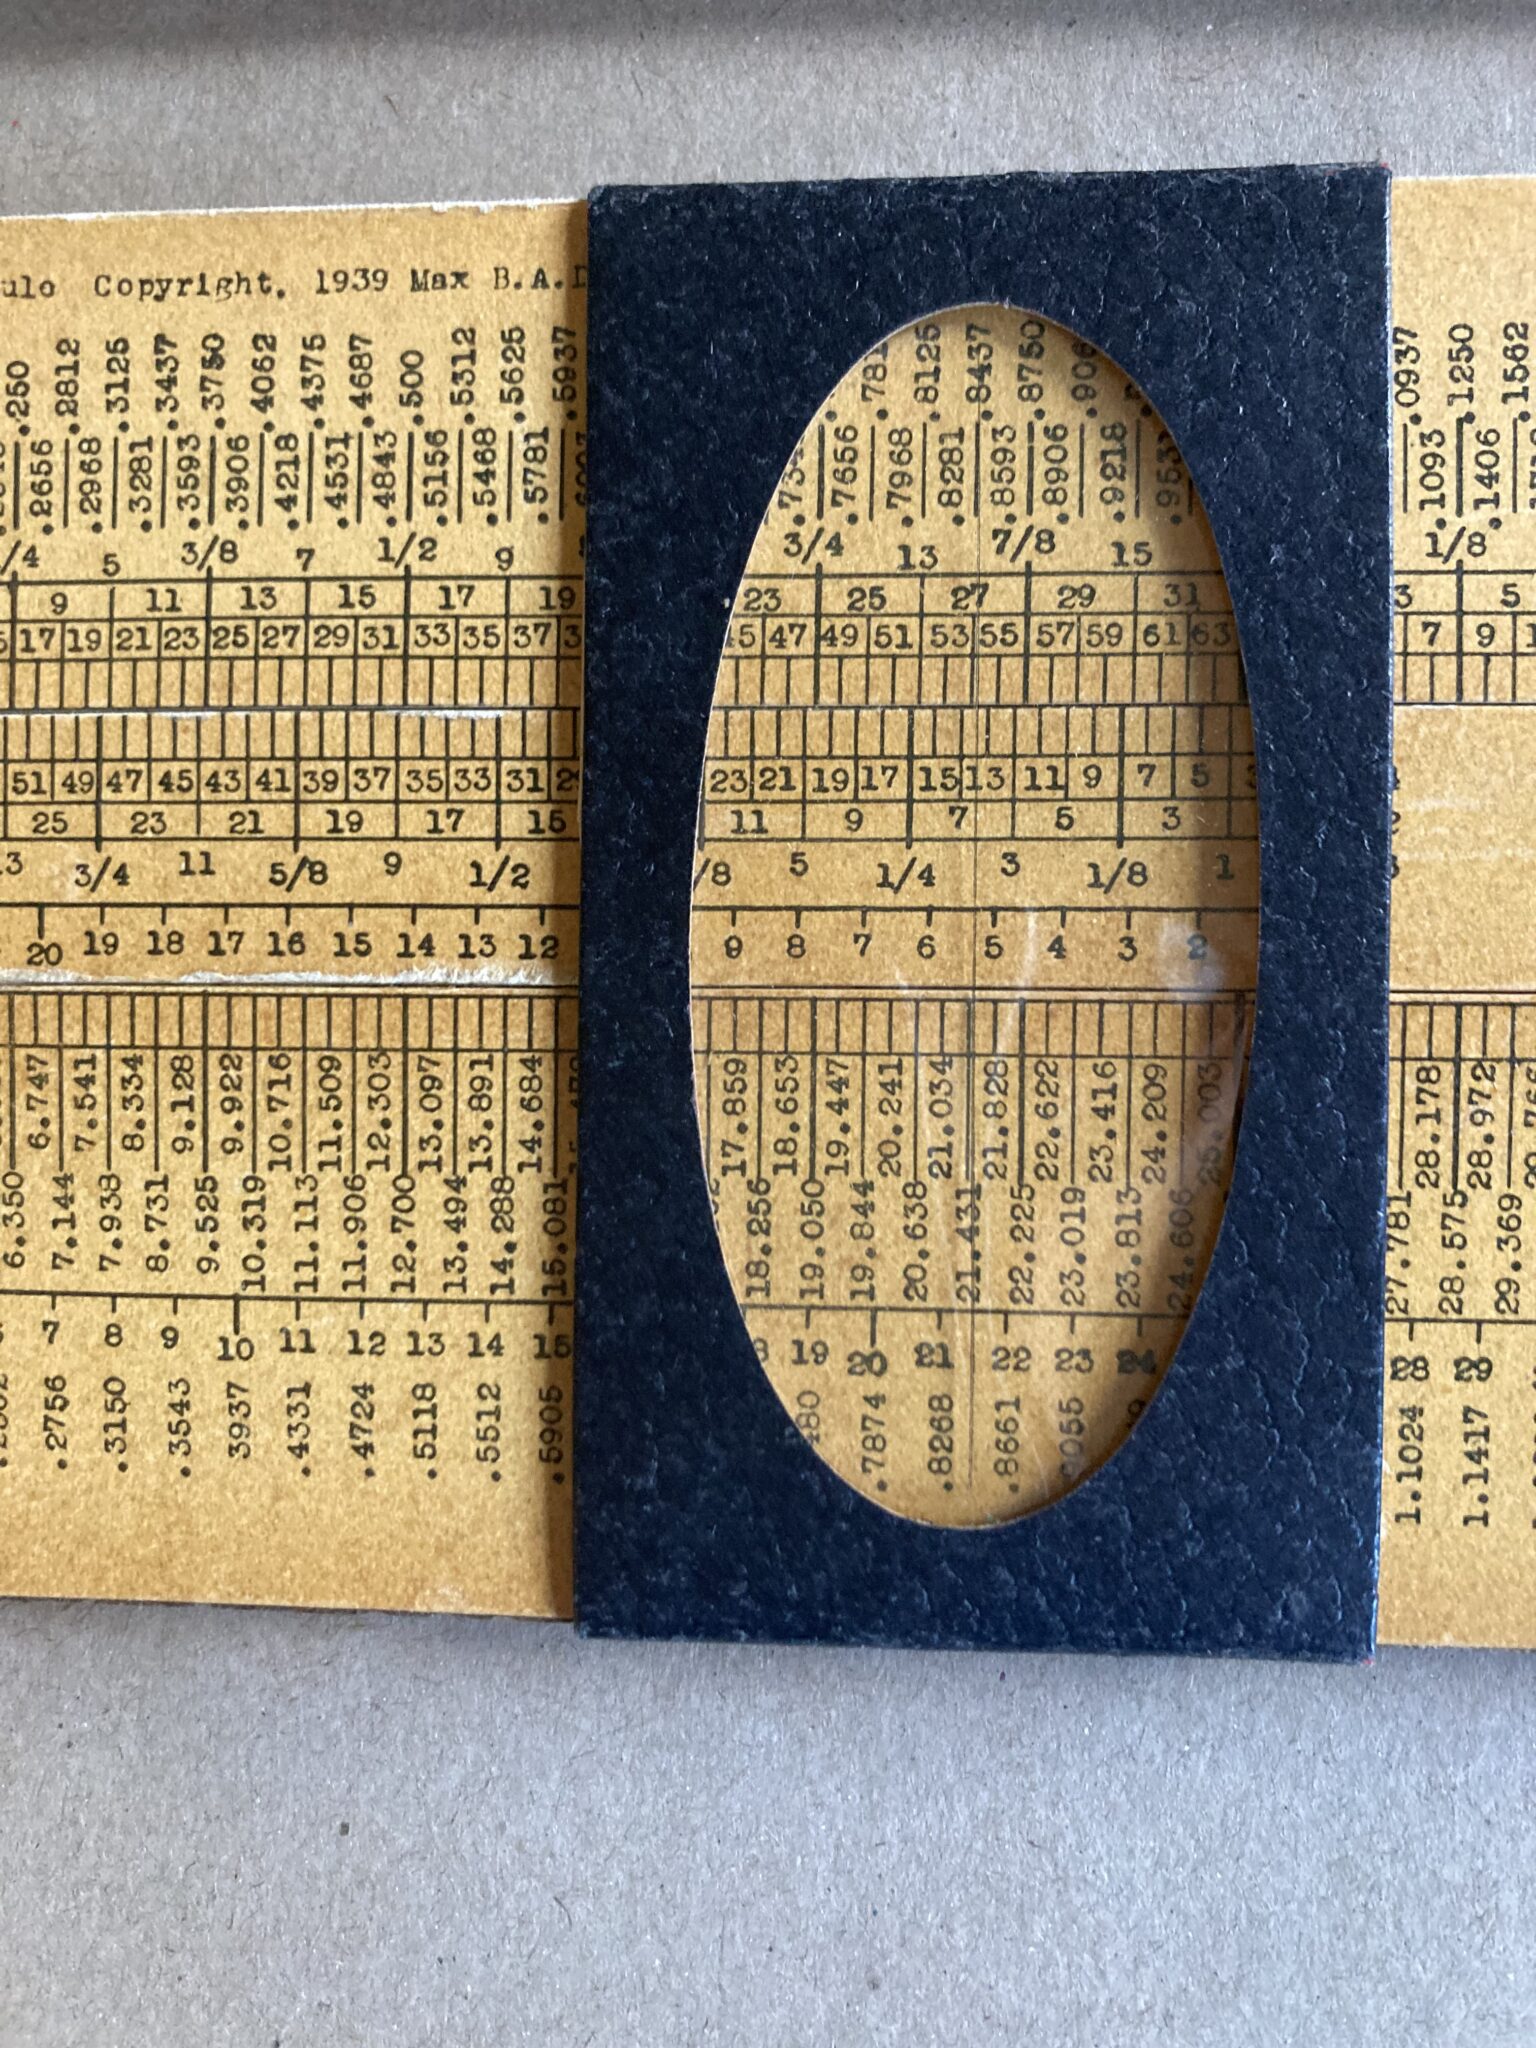 ulo Copyright, 1939 Max B.A.
.250 .2812 .3125 .3437 .3750 .4062 .4375 .4687 .500 .5312 .5625 .5937 .8125 .8437 .8750 .0937 .1250 .1562
.2656 .2968 .3281 .3593 .3906 .4218 .4531 .4843 .5156 .5468 .5781 .7656 .7968 .8281 .8593 .8906 .9218 .1093 .1406
/4 5 3/8 7 1/2 9 3/4 13 7/8 15 1/8
9 11 13 15 17 19 23 25 27 29 31 3 5
17 19 21 23 25 27 29 31 33 35 37 45 47 49 51 53 55 57 59 61 63 7 9
51 49 47 45 43 41 39 37 35 33 31 23 21 19 17 15 13 11 9 7 5
25 23 21 19 17 15 11 9 7 5 3
3 3/4 11 5/8 9 1/2 /8 5 1/4 3 1/8 1
20 19 18 17 16 15 14 13 12 9 8 7 6 5 4 3 2
6.747 7.541 8.334 9.128 9.922 10.716 11.509 12.303 13.097 13.891 14.684 17.859 18.653 19.447 20.241 21.034 21.828 22.622 23.416 24.209 25.003 28.178 28.972
6.350 7.144 7.938 8.731 9.525 10.319 11.113 11.906 12.700 13.494 14.288 15.081 18.256 19.050 19.844 20.638 21.431 22.225 23.019 23.813 24.606 27.781 28.575 29.369
7 8 9 10 11 12 13 14 15 19 20 21 22 23 24 28 29
.2756 .3150 .3543 3937 .4331 .4724 .5118 .5512 .5905 .7874 .8268 .8661 1.1024 1.1417